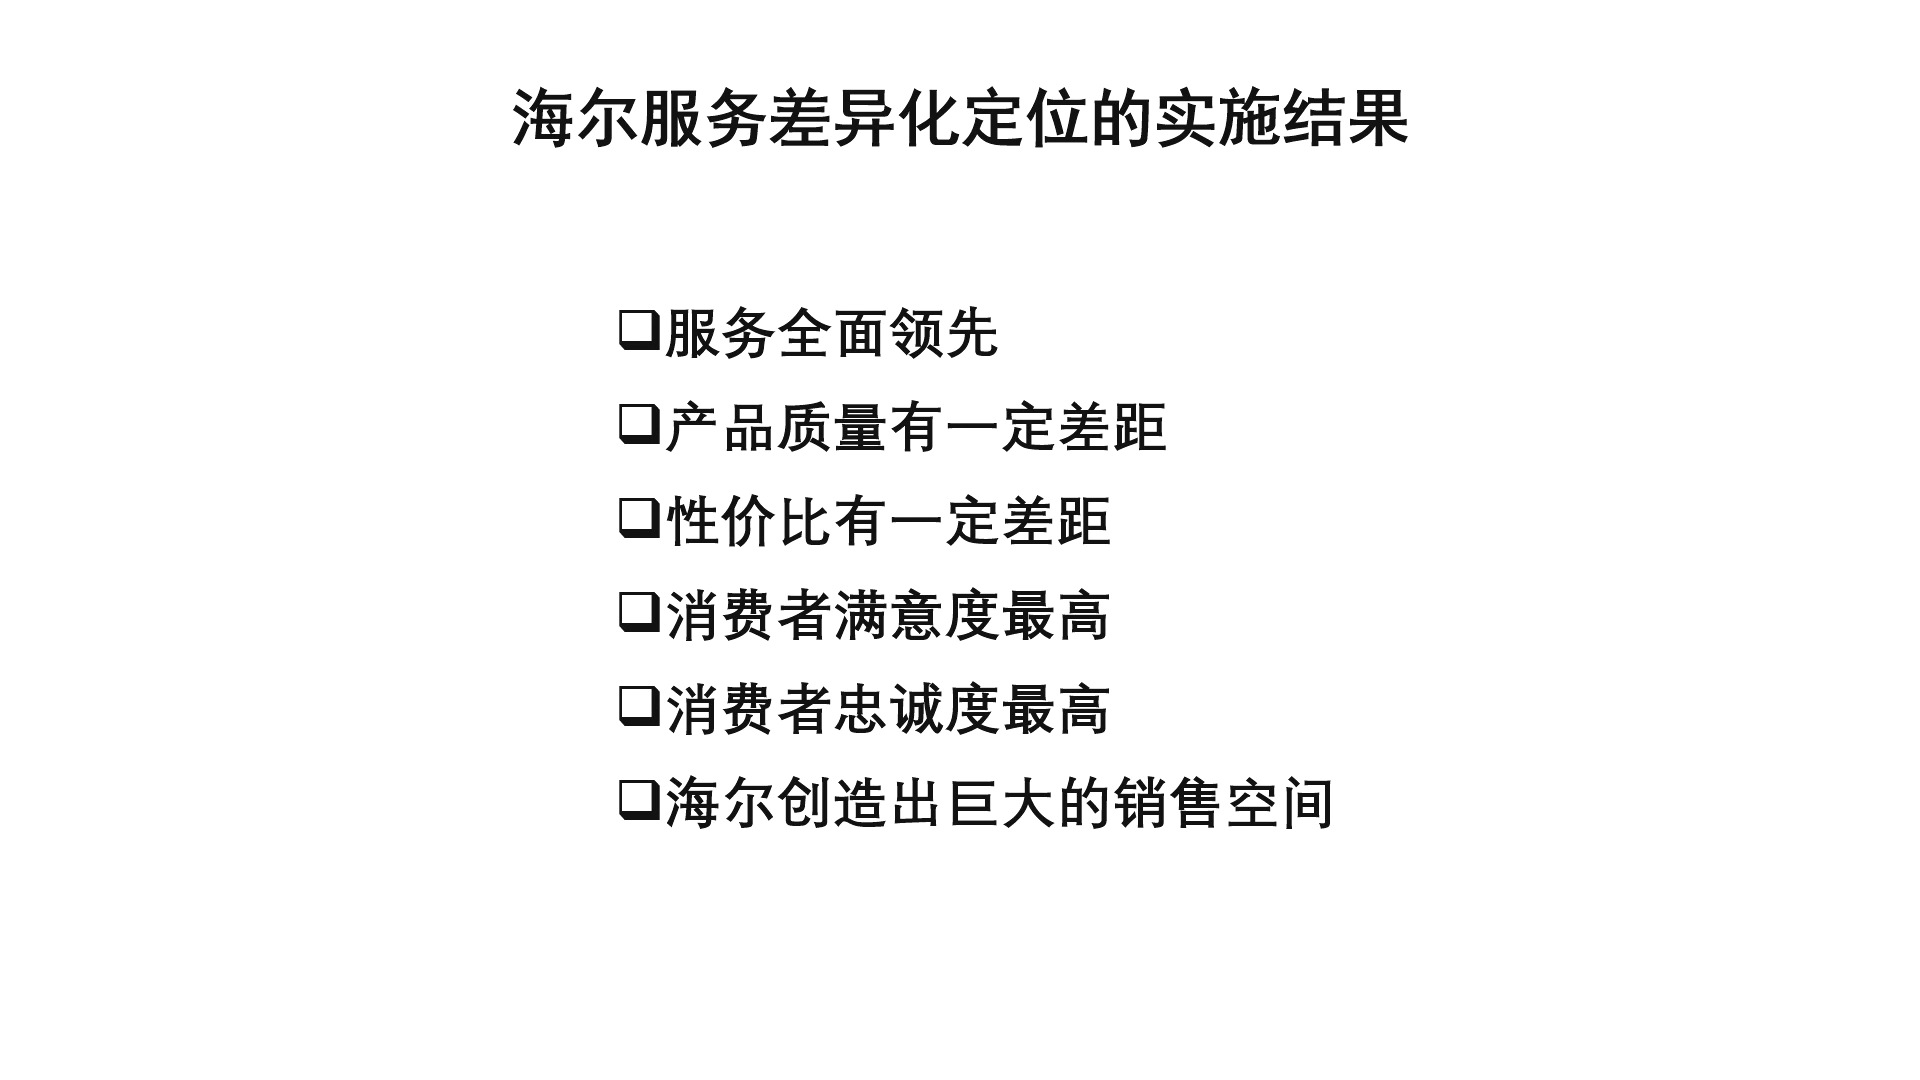 海尔服务差异化定位的实施结果
❑服务全面领先
❑产品质量有一定差距
❑性价比有一定差距
❑消费者满意度最高
❑消费者忠诚度最高
❑海尔创造出巨大的销售空间